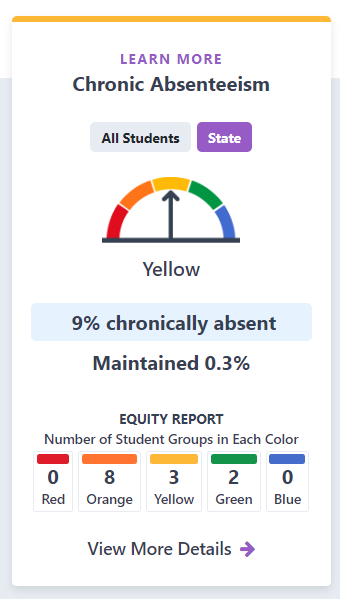 LEARN MORE
Chronic Absenteeism
All Students State
Yellow
9% chronically absent
Maintained 0.3%
EQUITY REPORT
Number of Student Groups in Each Color
0 8 3 2 0
Red Orange Yellow Green Blue
View More Details